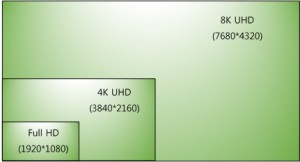 8K UHD
(7680*4320)
4K UHD
(3840*2160)
Full HD
(1920*1080)